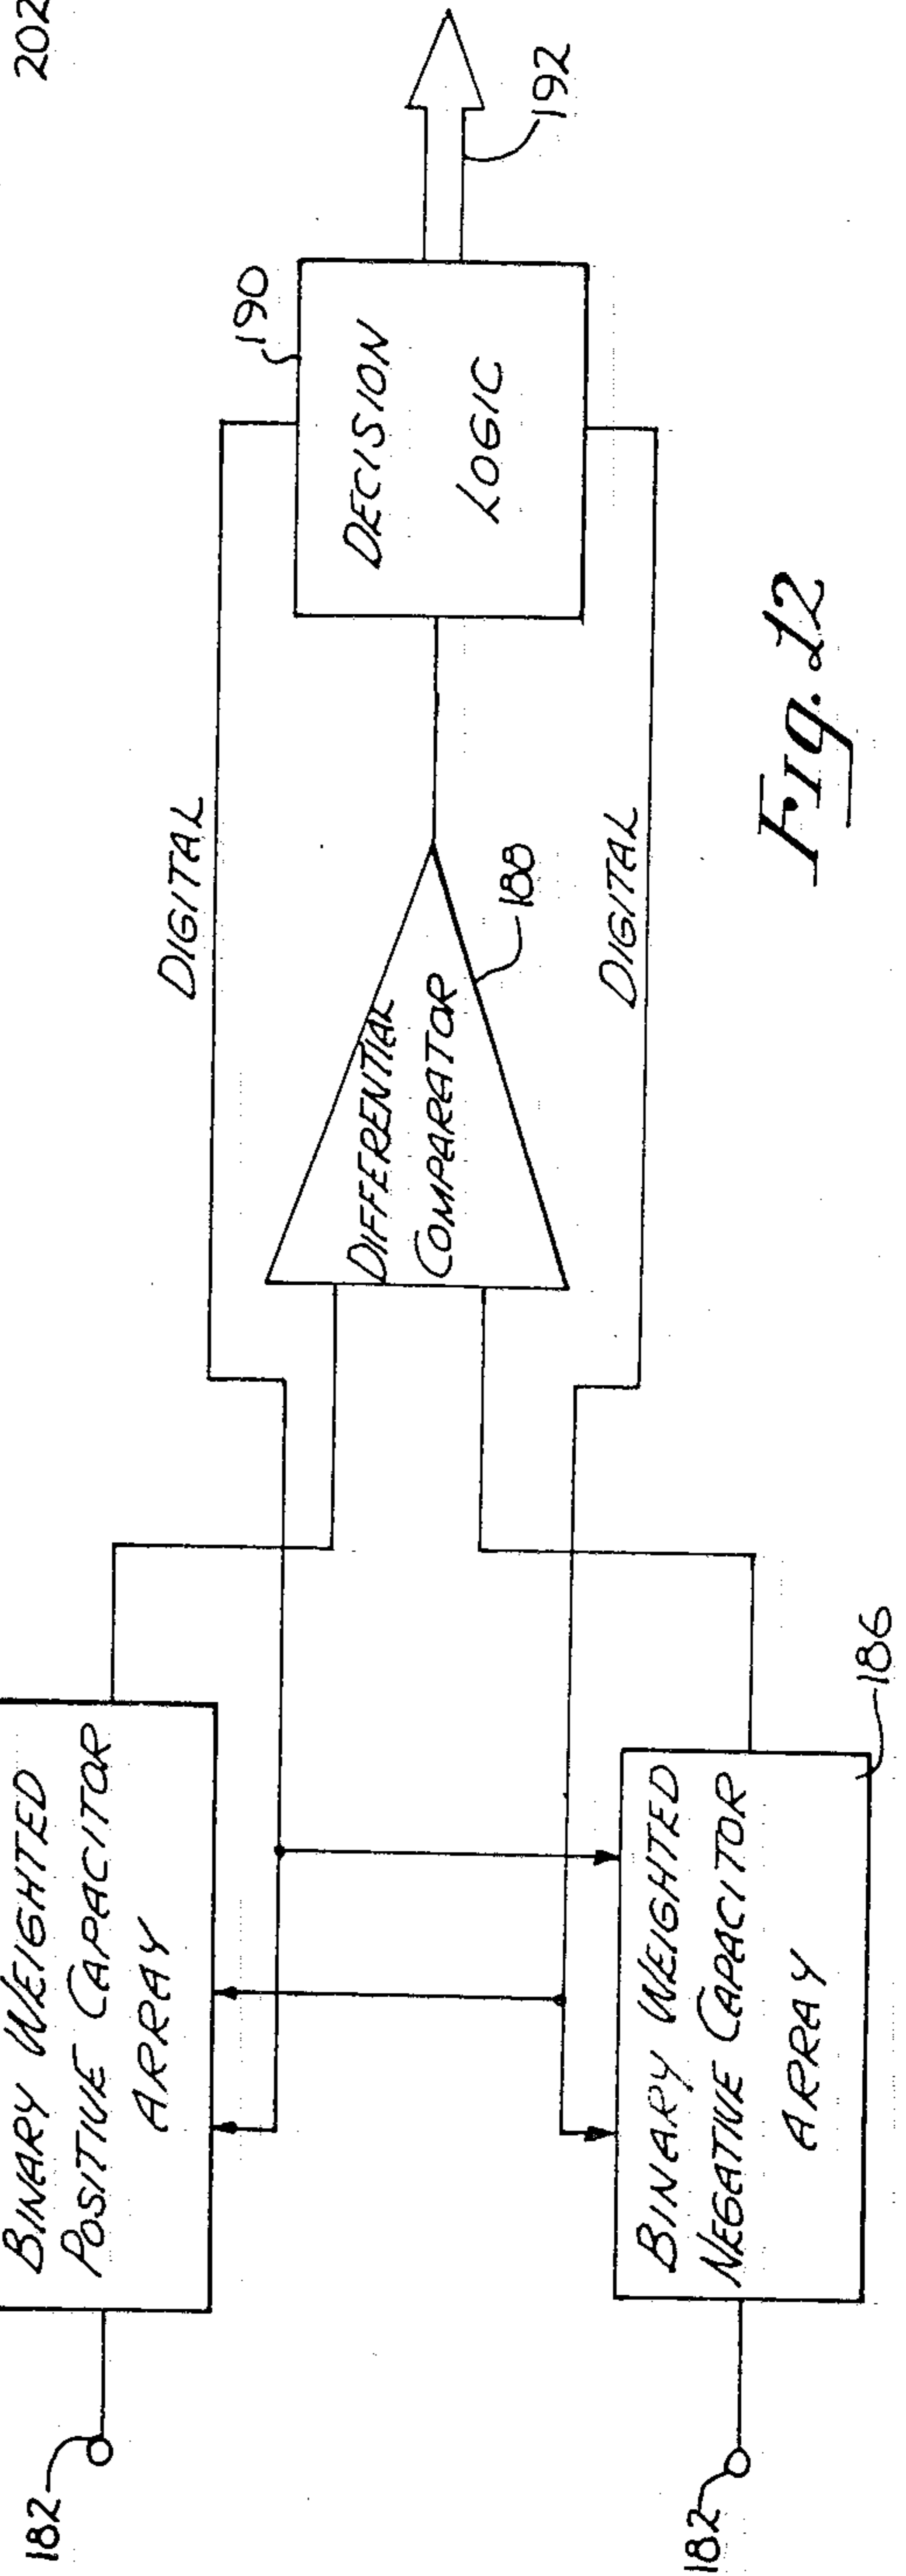 202
182
BINARY WEIGHTED
POSITIVE CAPACITOR
ARRAY
DIGITAL
190
DECISION
LOGIC
192
DIFFERENTIAL
COMPARATOR
188
182
BINARY WEIGHTED
NEGATIVE CAPACITOR
ARRAY
186
DIGITAL
Fig. 12